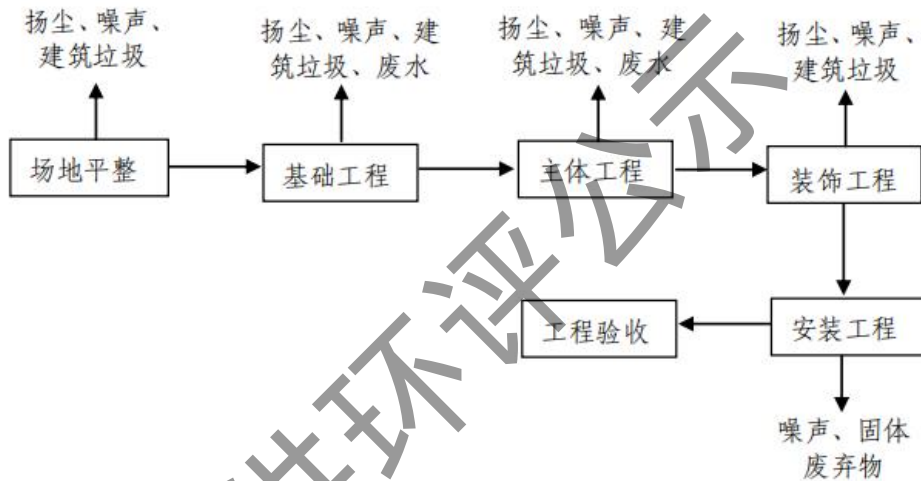 扬尘、噪声、
建筑垃圾
扬尘、噪声、建
筑垃圾、废水
扬尘、噪声、建
筑垃圾、废水
扬尘、噪声、
建筑垃圾
场地平整
基础工程
主体工程
装饰工程
工程验收
安装工程
噪声、固体
废弃物
供环评公示